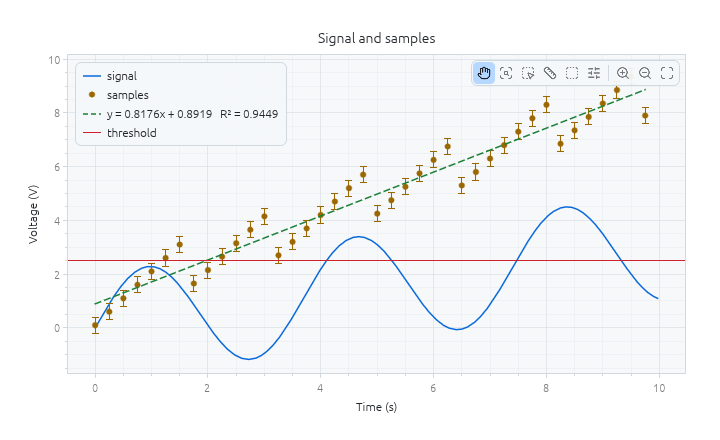 Signal and samples
signal
samples
y = 0.8176x + 0.8919   R² = 0.9449
threshold
10
8
6
4
2
0
Voltage (V)
0
2
4
6
8
10
Time (s)